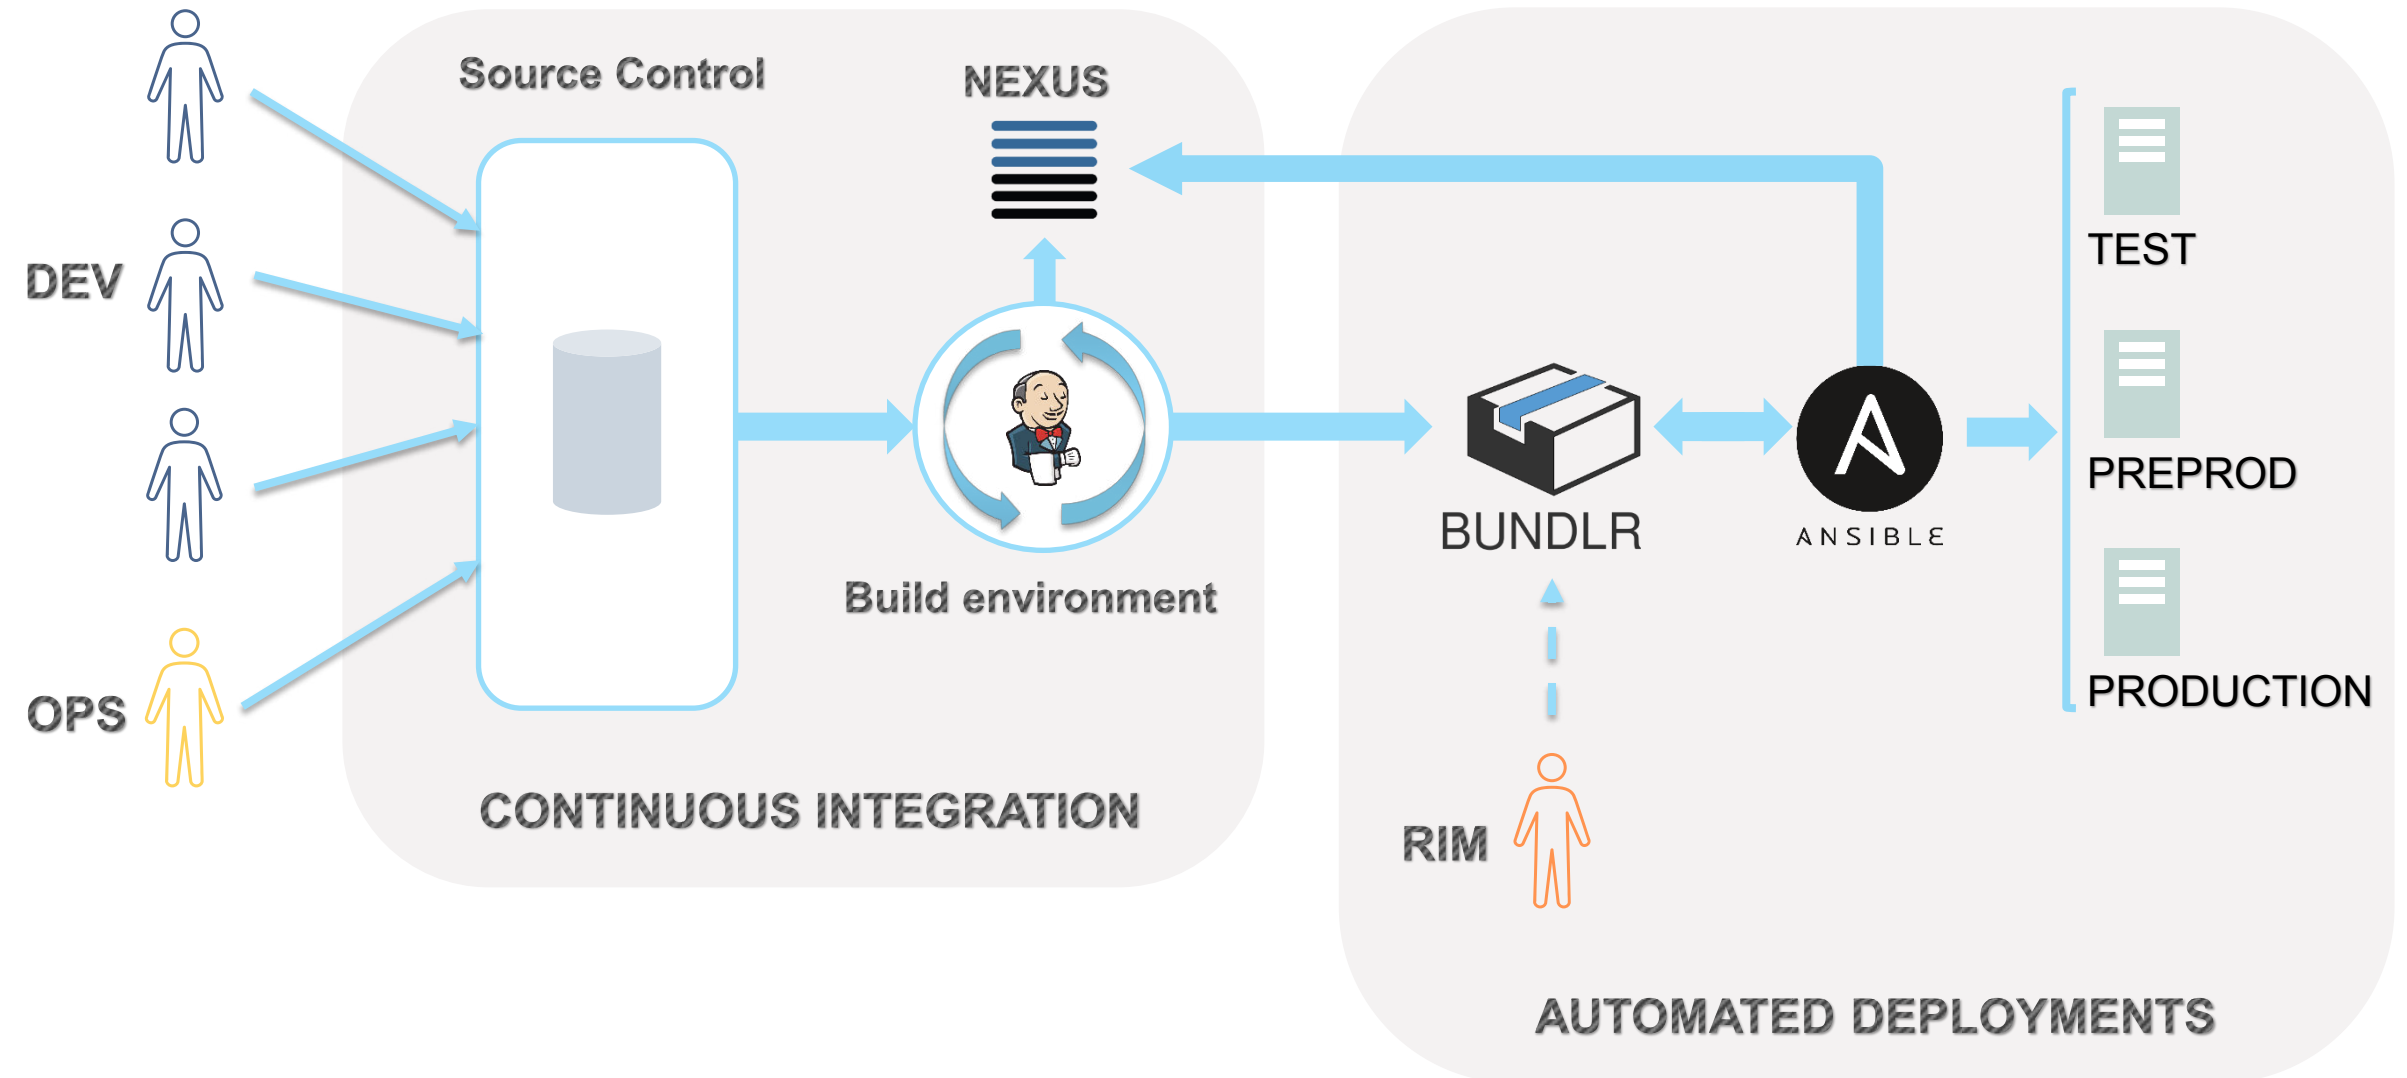 Source Control
NEXUS
DEV
TEST
PREPROD
BUNDLR
ANSIBLE
Build environment
OPS
PRODUCTION
CONTINUOUS INTEGRATION
RIM
AUTOMATED DEPLOYMENTS